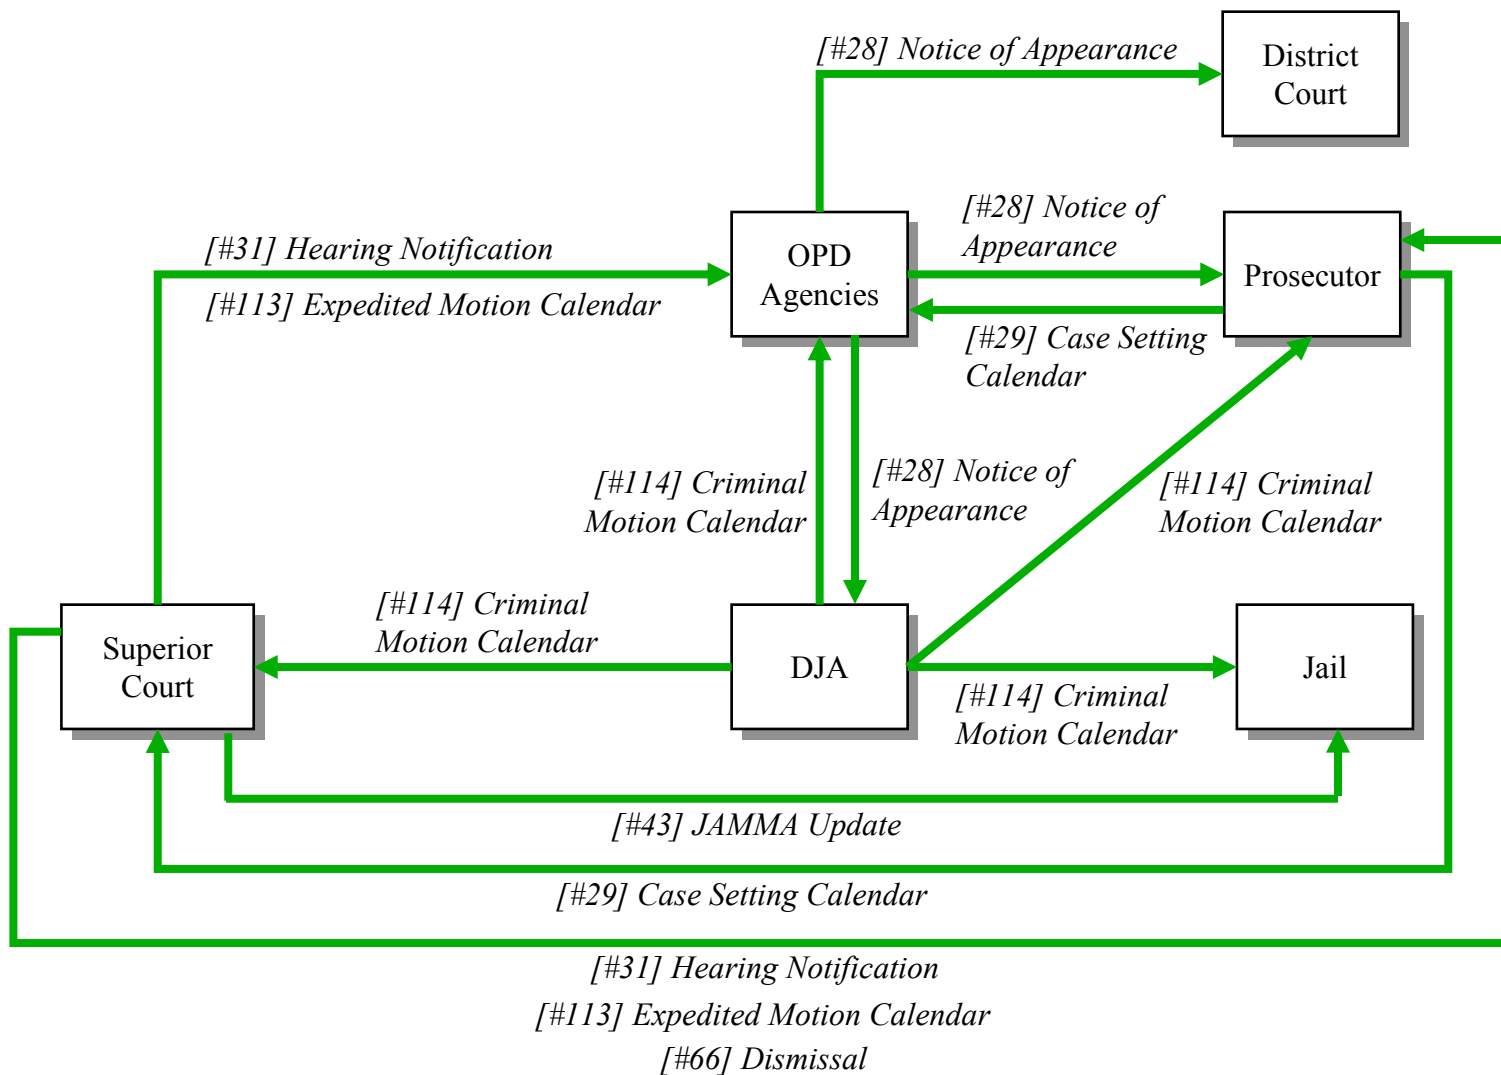 [#28] Notice of Appearance
District
Court
[#28] Notice of
Appearance
[#31] Hearing Notification
[#113] Expedited Motion Calendar
OPD
Agencies
Prosecutor
[#29] Case Setting
Calendar
[#114] Criminal
Motion Calendar
[#28] Notice of
Appearance
[#114] Criminal
Motion Calendar
[#114] Criminal
Motion Calendar
Superior
Court
DJA
Jail
[#114] Criminal
Motion Calendar
[#43] JAMMA Update
[#29] Case Setting Calendar
[#31] Hearing Notification
[#113] Expedited Motion Calendar
[#66] Dismissal